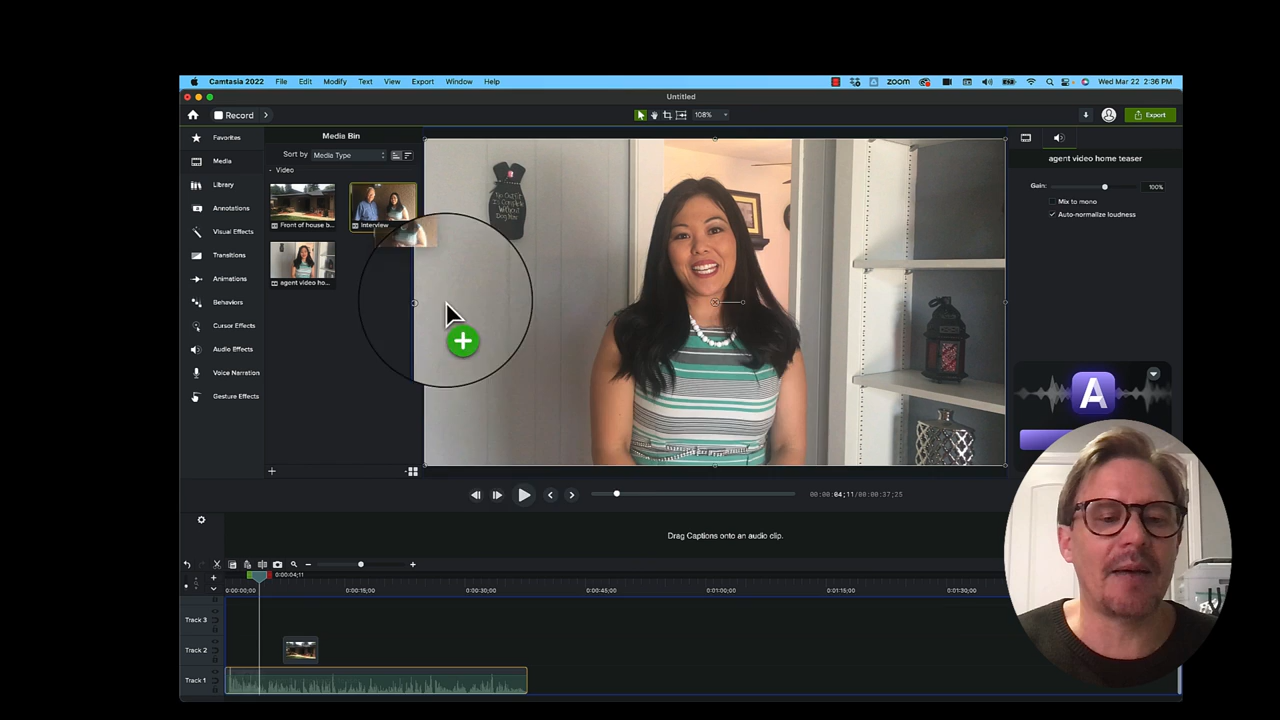 Camtasia 2022 File Edit Modify Text View Export Window Help zoom Wed Mar 22 2:36 PM
Untitled
Record 108% Export
Favorites
Media
Library
Annotations
Visual Effects
Transitions
Animations
Behaviors
Cursor Effects
Audio Effects
Voice Narration
Gesture Effects
Media Bin
Sort by Media Type
Video
Front of house b...
Interview
agent video ho...
agent video home teaser
Gain: 100%
Mix to mono
Auto-normalize loudness
A
00:00:04;11/00:00:37;25
Drag Captions onto an audio clip.
0:00:04;11
0:00:00;00 0:00:15;00 0:00:30;00 0:00:45;00 0:01:00;00 0:01:15;00 0:01:30;00
Track 3
Track 2
Track 1